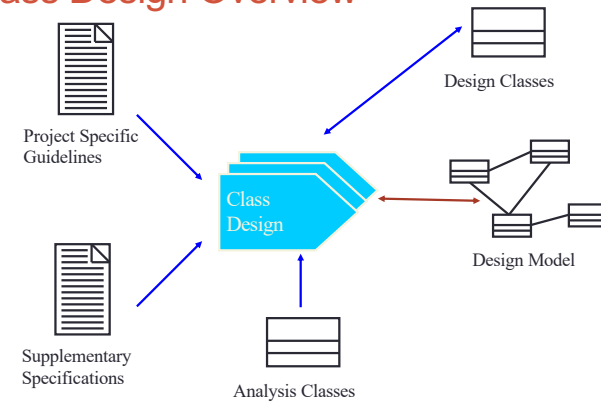 ass Design Overview
Design Classes
Project Specific
Guidelines
Class
Design
Design Model
Supplementary
Specifications
Analysis Classes